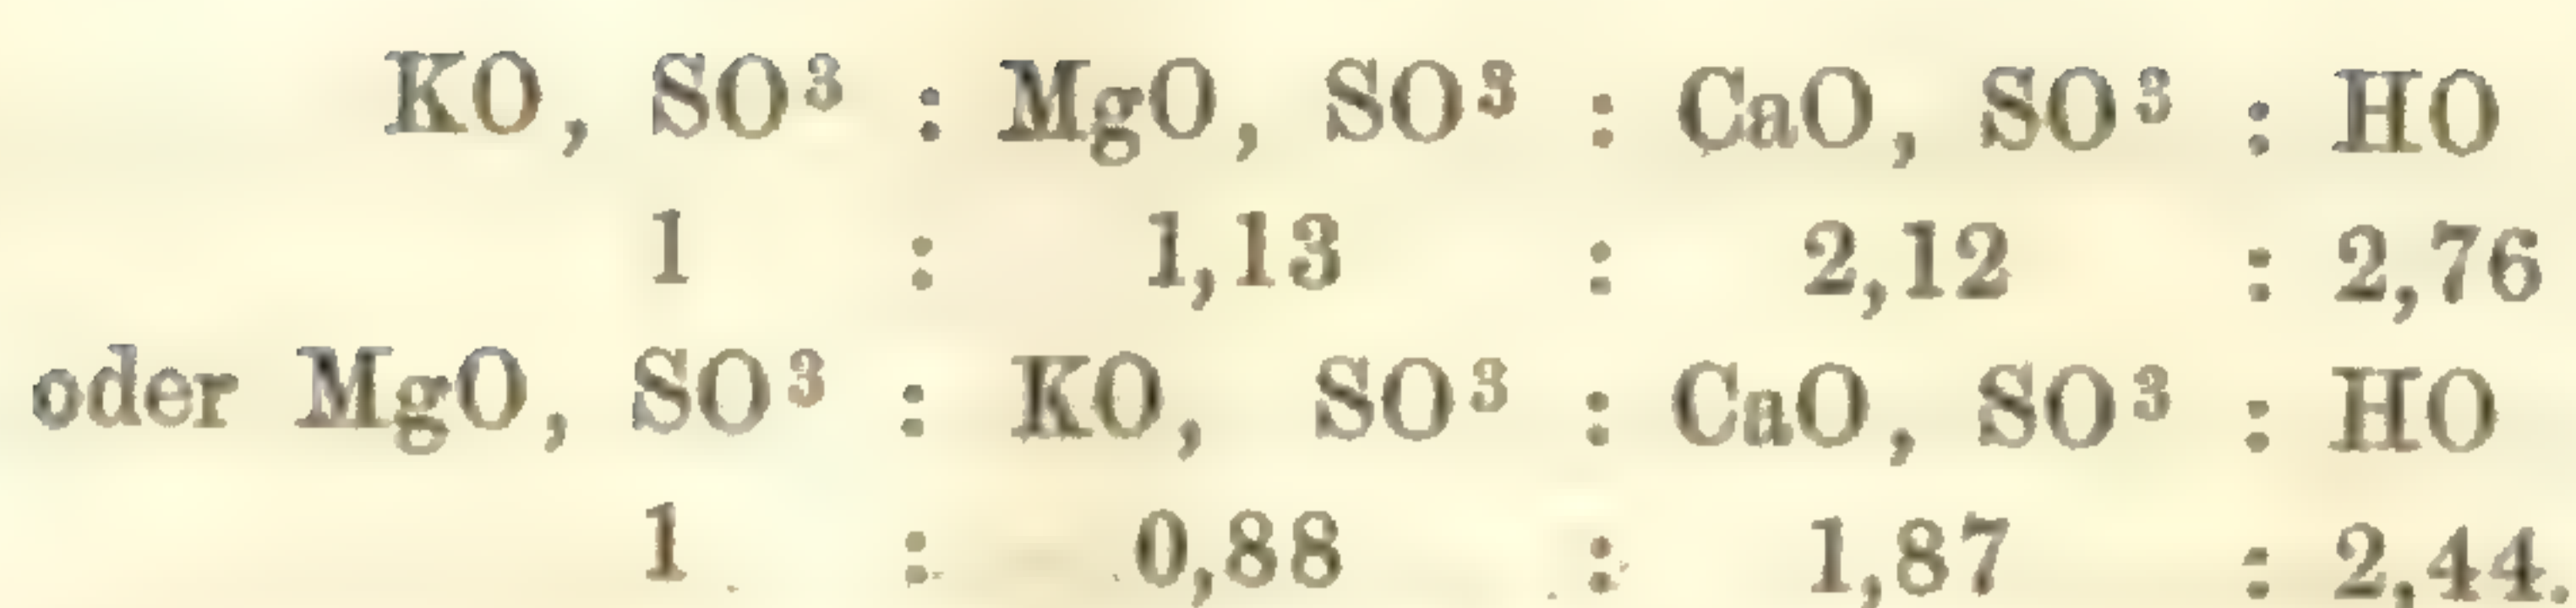 KO, SO³ : MgO, SO³ : CaO, SO³ : HO
1 : 1,13 : 2,12 : 2,76
oder MgO, SO³ : KO, SO³ : CaO, SO³ : HO
1 : 0,88 : 1,87 : 2,44.